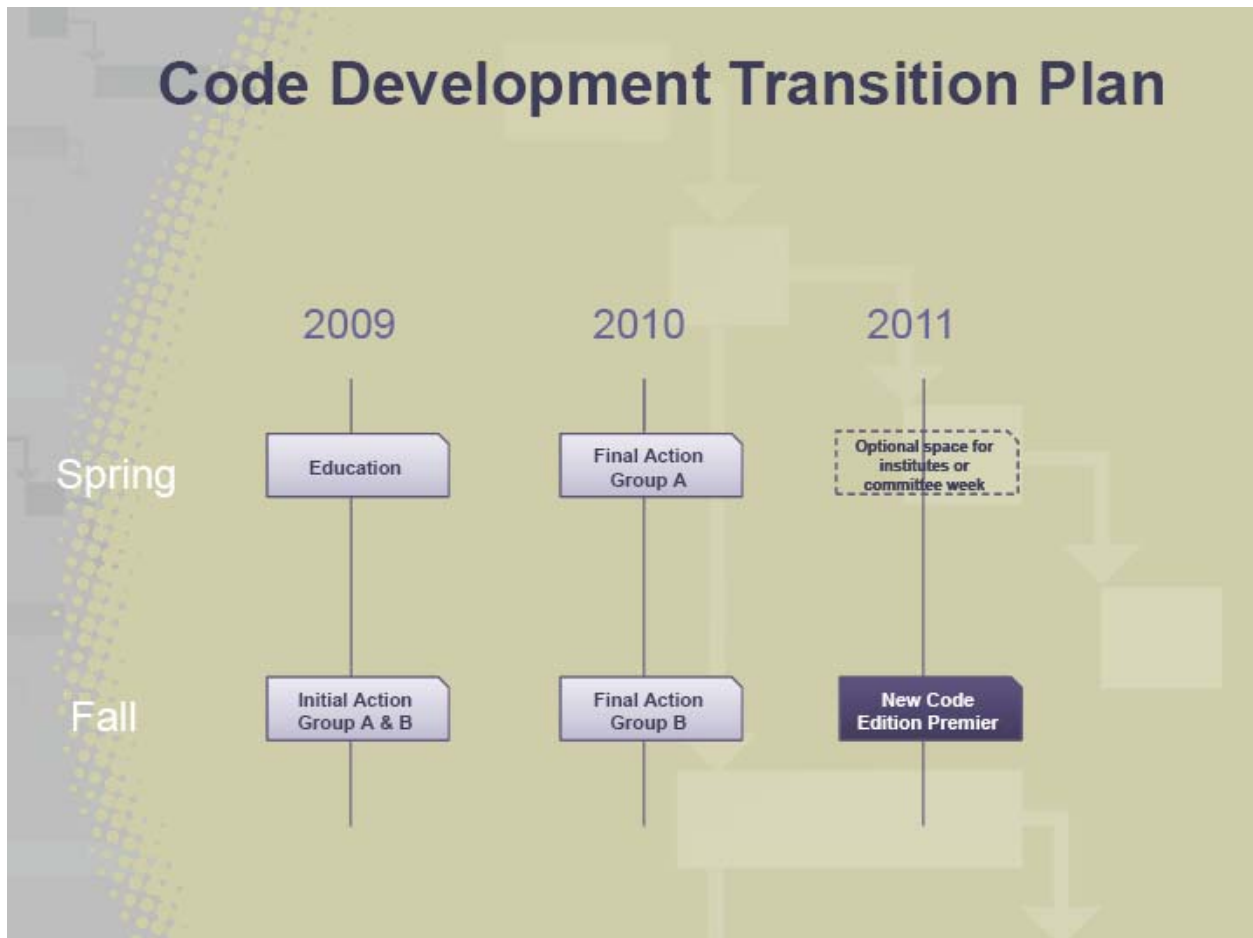 Code Development Transition Plan
2009
2010
2011
Spring
Education
Final Action
Group A
Optional space for
institutes or
committee week
Fall
Initial Action
Group A & B
Final Action
Group B
New Code
Edition Premier